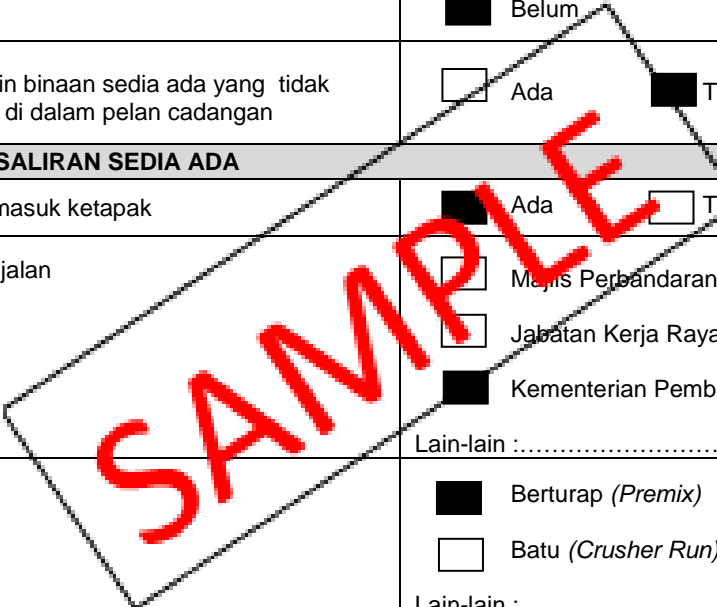 Belum
in binaan sedia ada yang tidak
Ada T
di dalam pelan cadangan
SALIRAN SEDIA ADA
masuk ketapak Ada T
jalan
Majlis Perbandaran
Jabatan Kerja Raya
Kementerian Pemb
Lain-lain :……………………
Berturap (Premix)
Batu (Crusher Run)
Lain-lain :
SAMPLE